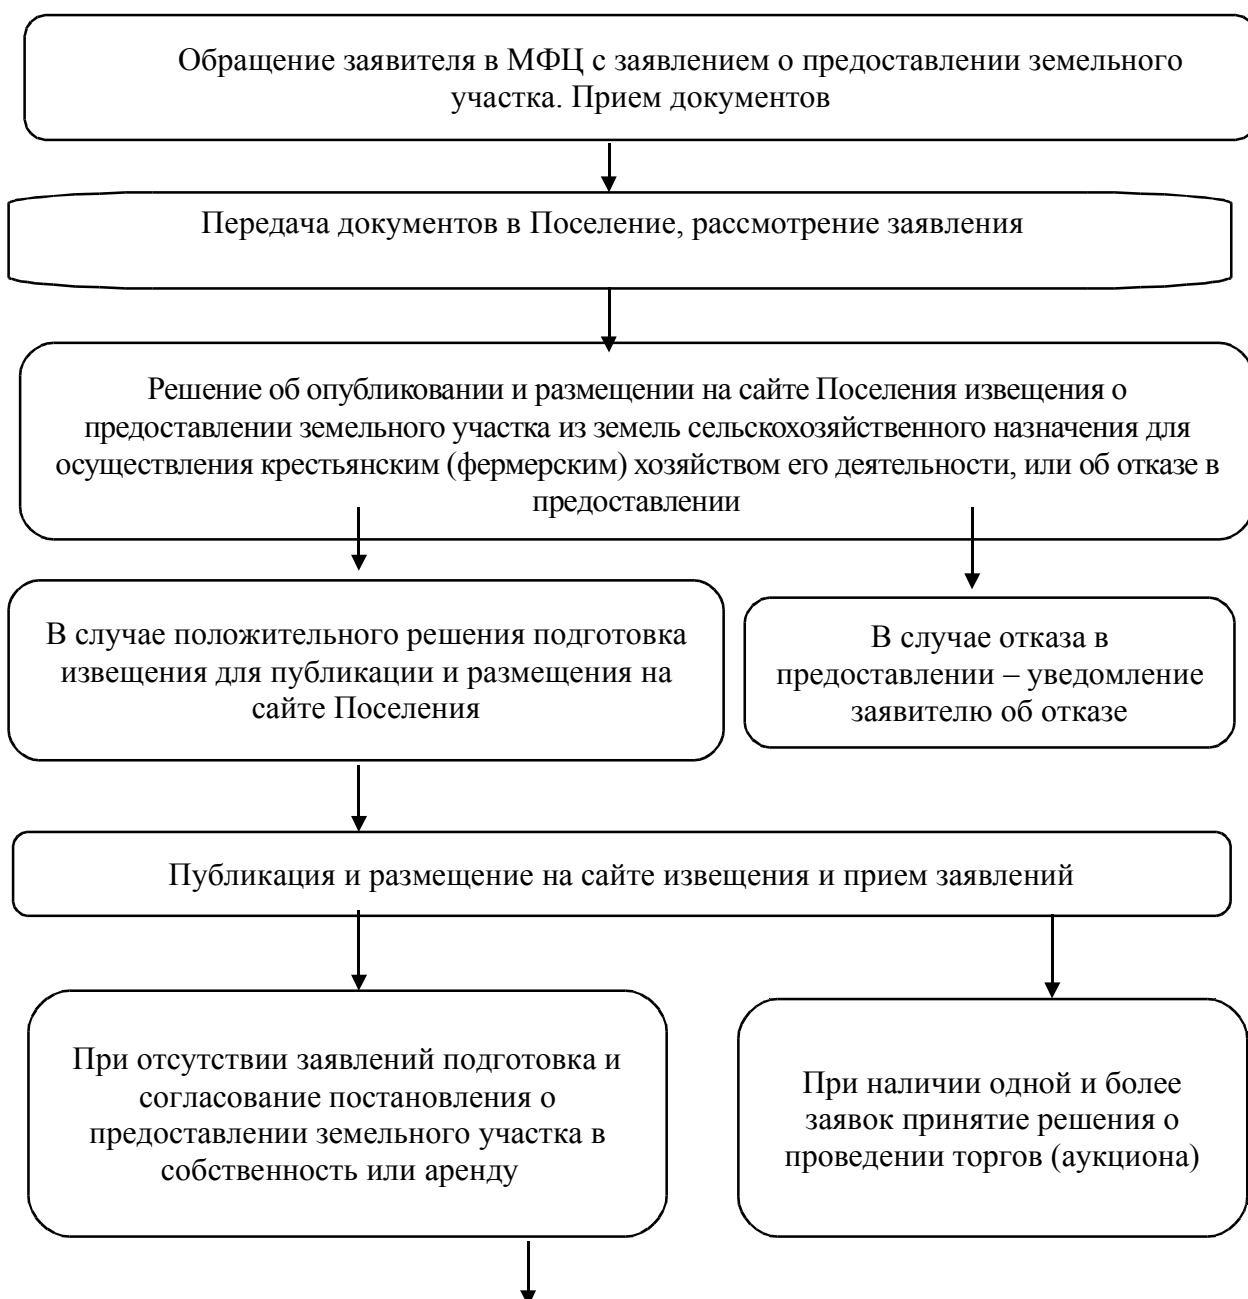 Обращение заявителя в МФЦ с заявлением о предоставлении земельного
участка. Прием документов
Передача документов в Поселение, рассмотрение заявления
Решение об опубликовании и размещении на сайте Поселения извещения о
предоставлении земельного участка из земель сельскохозяйственного назначения для
осуществления крестьянским (фермерским) хозяйством его деятельности, или об отказе в
предоставлении
В случае положительного решения подготовка
извещения для публикации и размещения на
сайте Поселения
В случае отказа в
предоставлении – уведомление
заявителю об отказе
Публикация и размещение на сайте извещения и прием заявлений
При отсутствии заявлений подготовка и
согласование постановления о
предоставлении земельного участка в
собственность или аренду
При наличии одной и более
заявок принятие решения о
проведении торгов (аукциона)